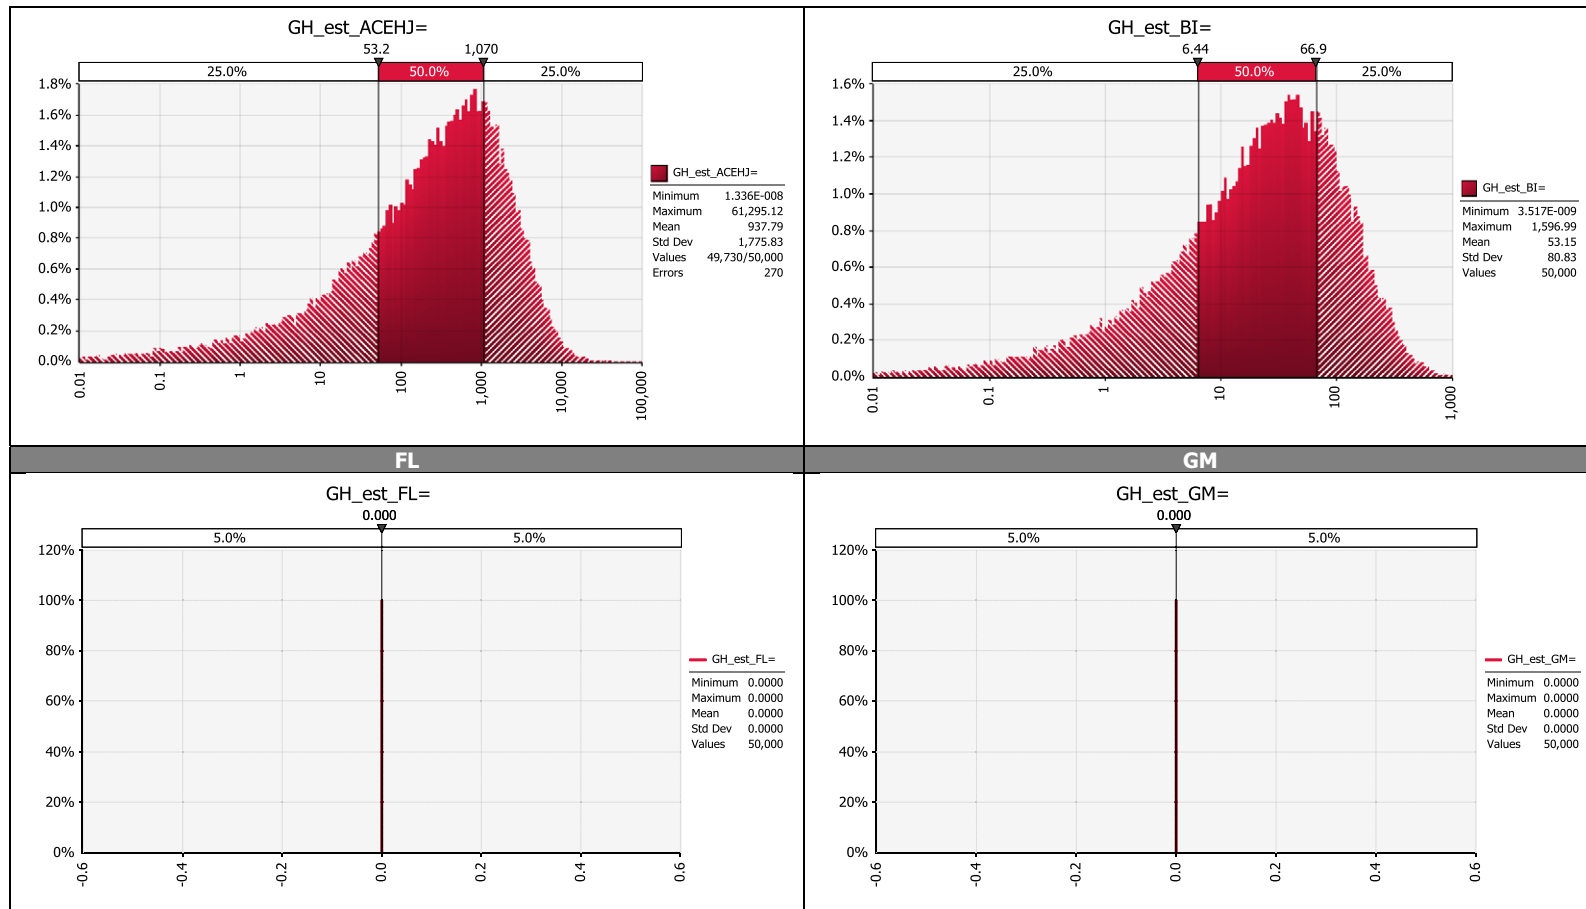 GH_est_ACEHJ=
53.2 1,070
25.0% 50.0% 25.0%
1.8%
1.6%
1.4%
1.2%
1.0%
0.8%
0.6%
0.4%
0.2%
0.0%
0.01 0.1 1 10 100 1,000 10,000 100,000
GH_est_ACEHJ=
Minimum 1.336E-008
Maximum 61,295.12
Mean 937.79
Std Dev 1,775.83
Values 49,730/50,000
Errors 270
GH_est_BI=
6.44 66.9
25.0% 50.0% 25.0%
1.6%
1.4%
1.2%
1.0%
0.8%
0.6%
0.4%
0.2%
0.0%
0.01 0.1 1 10 100 1,000
GH_est_BI=
Minimum 3.517E-009
Maximum 1,596.99
Mean 53.15
Std Dev 80.83
Values 50,000
FL
GH_est_FL=
0.000
5.0% 5.0%
120%
100%
80%
60%
40%
20%
0%
-0.6 -0.4 -0.2 0.0 0.2 0.4 0.6
GH_est_FL=
Minimum 0.0000
Maximum 0.0000
Mean 0.0000
Std Dev 0.0000
Values 50,000
GM
GH_est_GM=
0.000
5.0% 5.0%
120%
100%
80%
60%
40%
20%
0%
-0.6 -0.4 -0.2 0.0 0.2 0.4 0.6
GH_est_GM=
Minimum 0.0000
Maximum 0.0000
Mean 0.0000
Std Dev 0.0000
Values 50,000